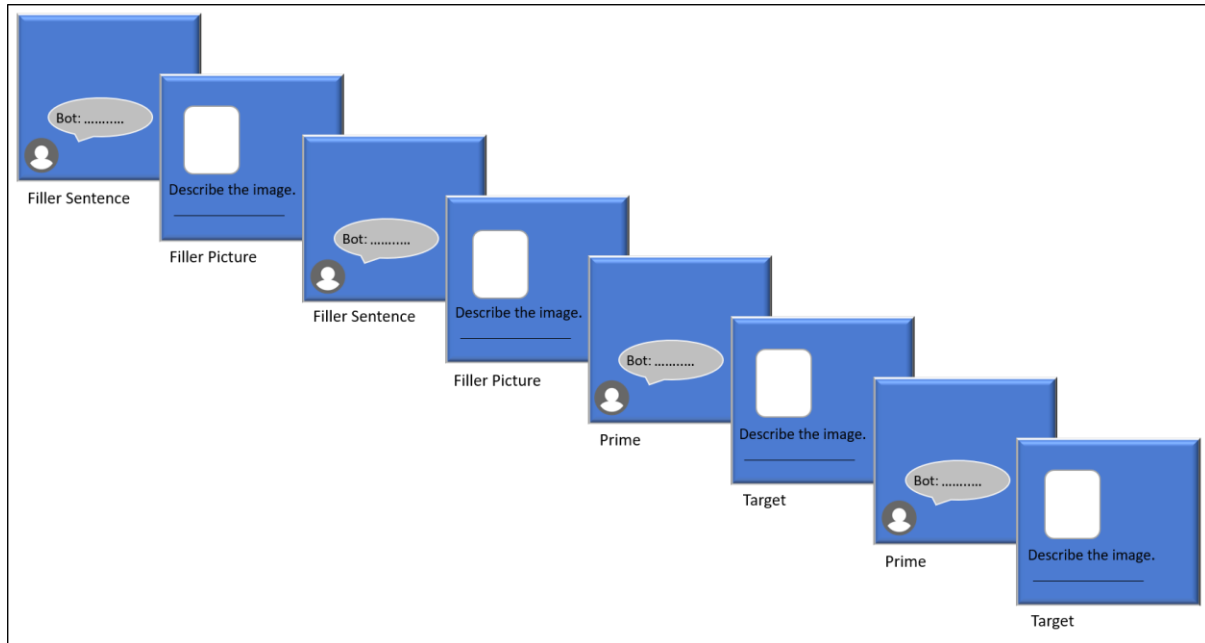 Bot: ...........
Filler Sentence
Describe the image.
Filler Picture
Bot: ...........
Filler Sentence
Describe the image.
Filler Picture
Bot: ...........
Prime
Describe the image.
Target
Bot: ...........
Prime
Describe the image.
Target